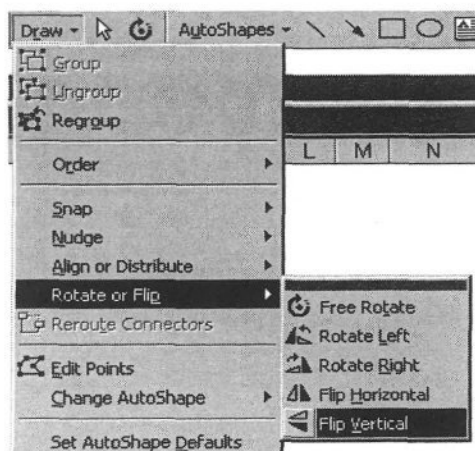 Draw AutoShapes
Group
Ungroup
Regroup
L M N
Order
Snap
Nudge
Align or Distribute
Rotate or Flip
Free Rotate
Reroute Connectors
Rotate Left
Edit Points
Rotate Right
Change AutoShape
Flip Horizontal
Flip Vertical
Set AutoShape Defaults